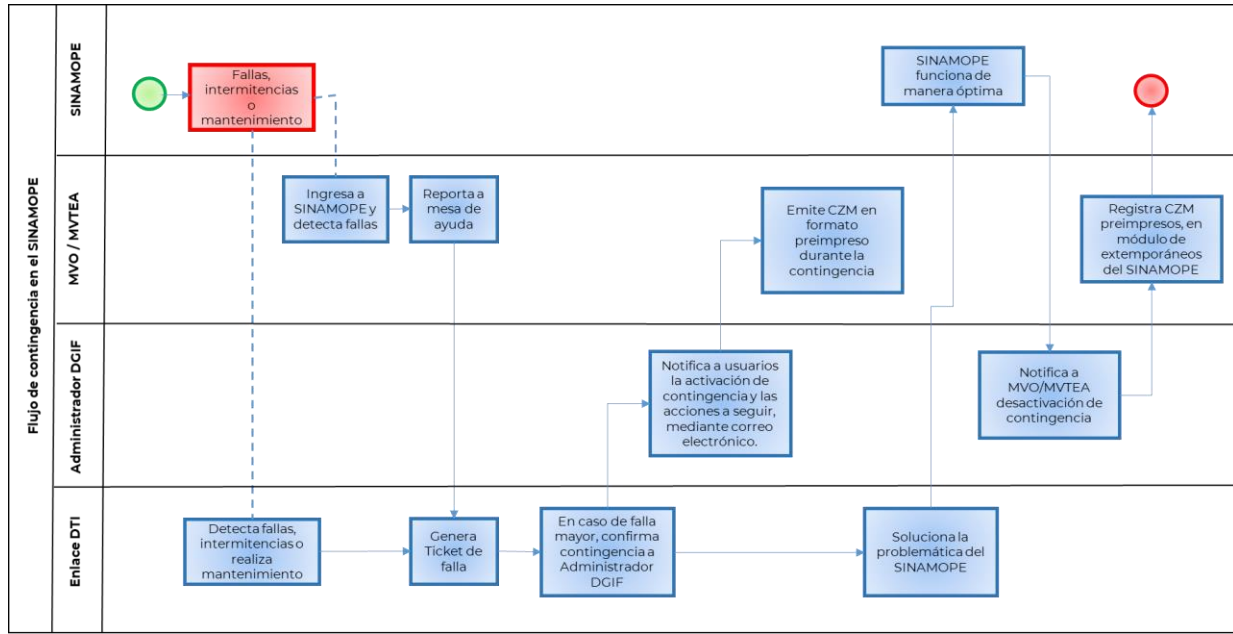 Flujo de contingencia en el SINAMOPE
SINAMOPE
Fallas,
intermitencias
o
mantenimiento
SINAMOPE
funciona de
manera óptima
MVO / MVTEA
Ingresa a
SINAMOPE y
detecta fallas
Reporta a
mesa de
ayuda
Emite CZM en
formato
preimpreso
durante la
contingencia
Registra CZM
preimpresos, en
módulo de
extemporáneos
del SINAMOPE
Administrador DGIF
Notifica a usuarios
la activación de
contingencia y las
acciones a seguir,
mediante correo
electrónico.
Notifica a
MVO/MVTEA
desactivación de
contingencia
Enlace DTI
Detecta fallas,
intermitencias o
realiza
mantenimiento
Genera
Ticket de
falla
En caso de falla
mayor, confirma
contingencia a
Administrador
DGIF
Soluciona la
problemática del
SINAMOPE